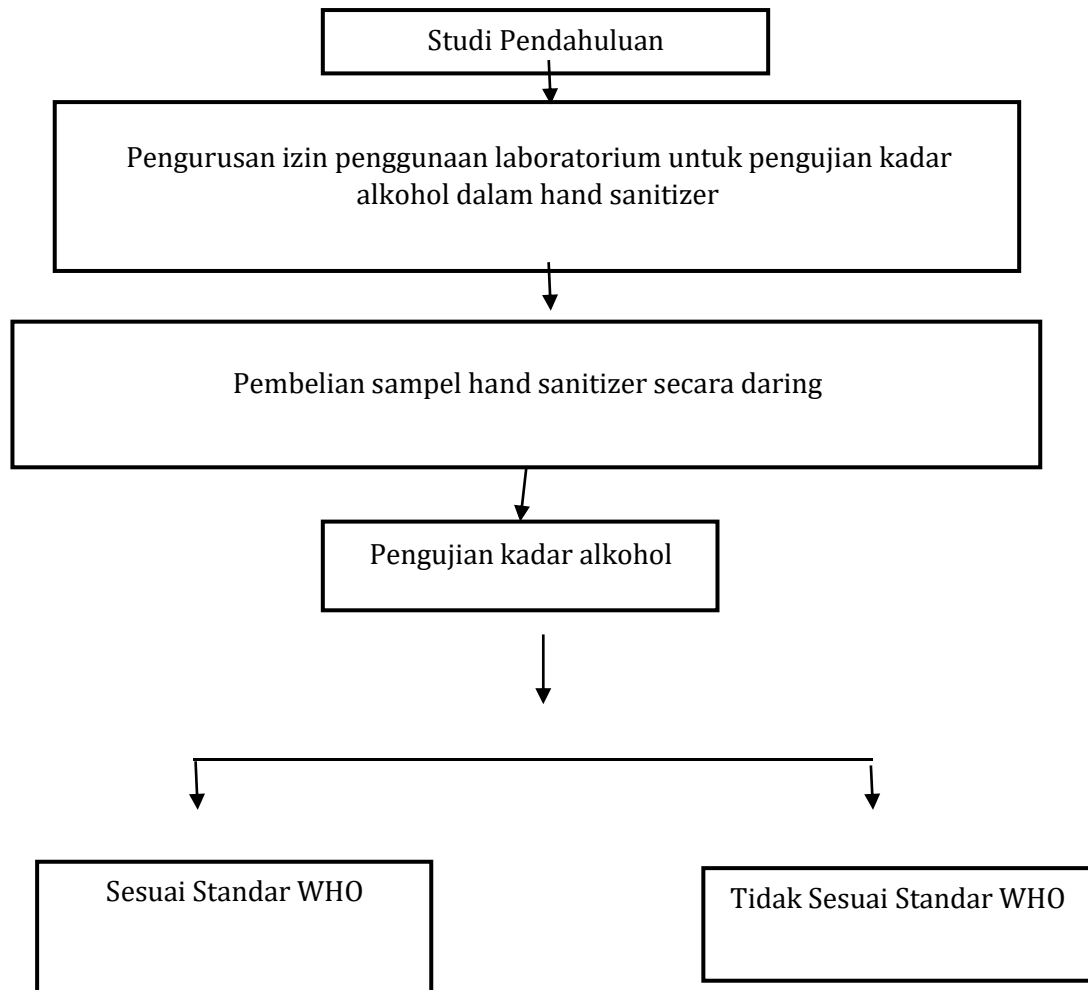 Studi Pendahuluan
Pengurusan izin penggunaan laboratorium untuk pengujian kadar
alkohol dalam hand sanitizer
Pembelian sampel hand sanitizer secara daring
Pengujian kadar alkohol
Sesuai Standar WHO
Tidak Sesuai Standar WHO